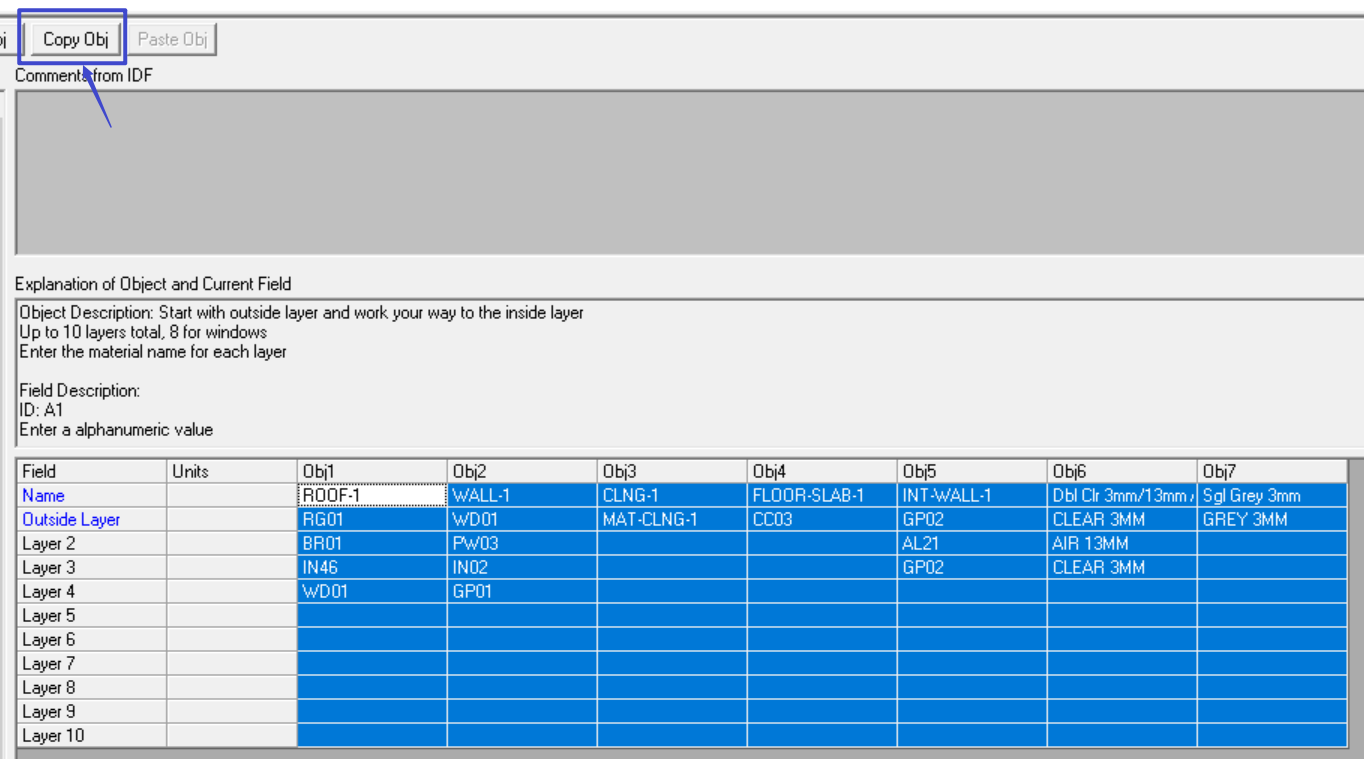 Copy Obj Paste Obj
Comments from IDF
Explanation of Object and Current Field
Object Description: Start with outside layer and work your way to the inside layer
Up to 10 layers total, 8 for windows
Enter the material name for each layer
Field Description:
ID: A1
Enter a alphanumeric value
Field Units Obj1 Obj2 Obj3 Obj4 Obj5 Obj6 Obj7
Name ROOF-1 WALL-1 CLNG-1 FLOOR-SLAB-1 INT-WALL-1 Dbl Clr 3mm/13mm Sgl Grey 3mm
Outside Layer RG01 WD01 MAT-CLNG-1 CC03 GP02 CLEAR 3MM GREY 3MM
Layer 2 BR01 PW03 AL21 AIR 13MM
Layer 3 IN46 IN02 GP02 CLEAR 3MM
Layer 4 WD01 GP01
Layer 5
Layer 6
Layer 7
Layer 8
Layer 9
Layer 10